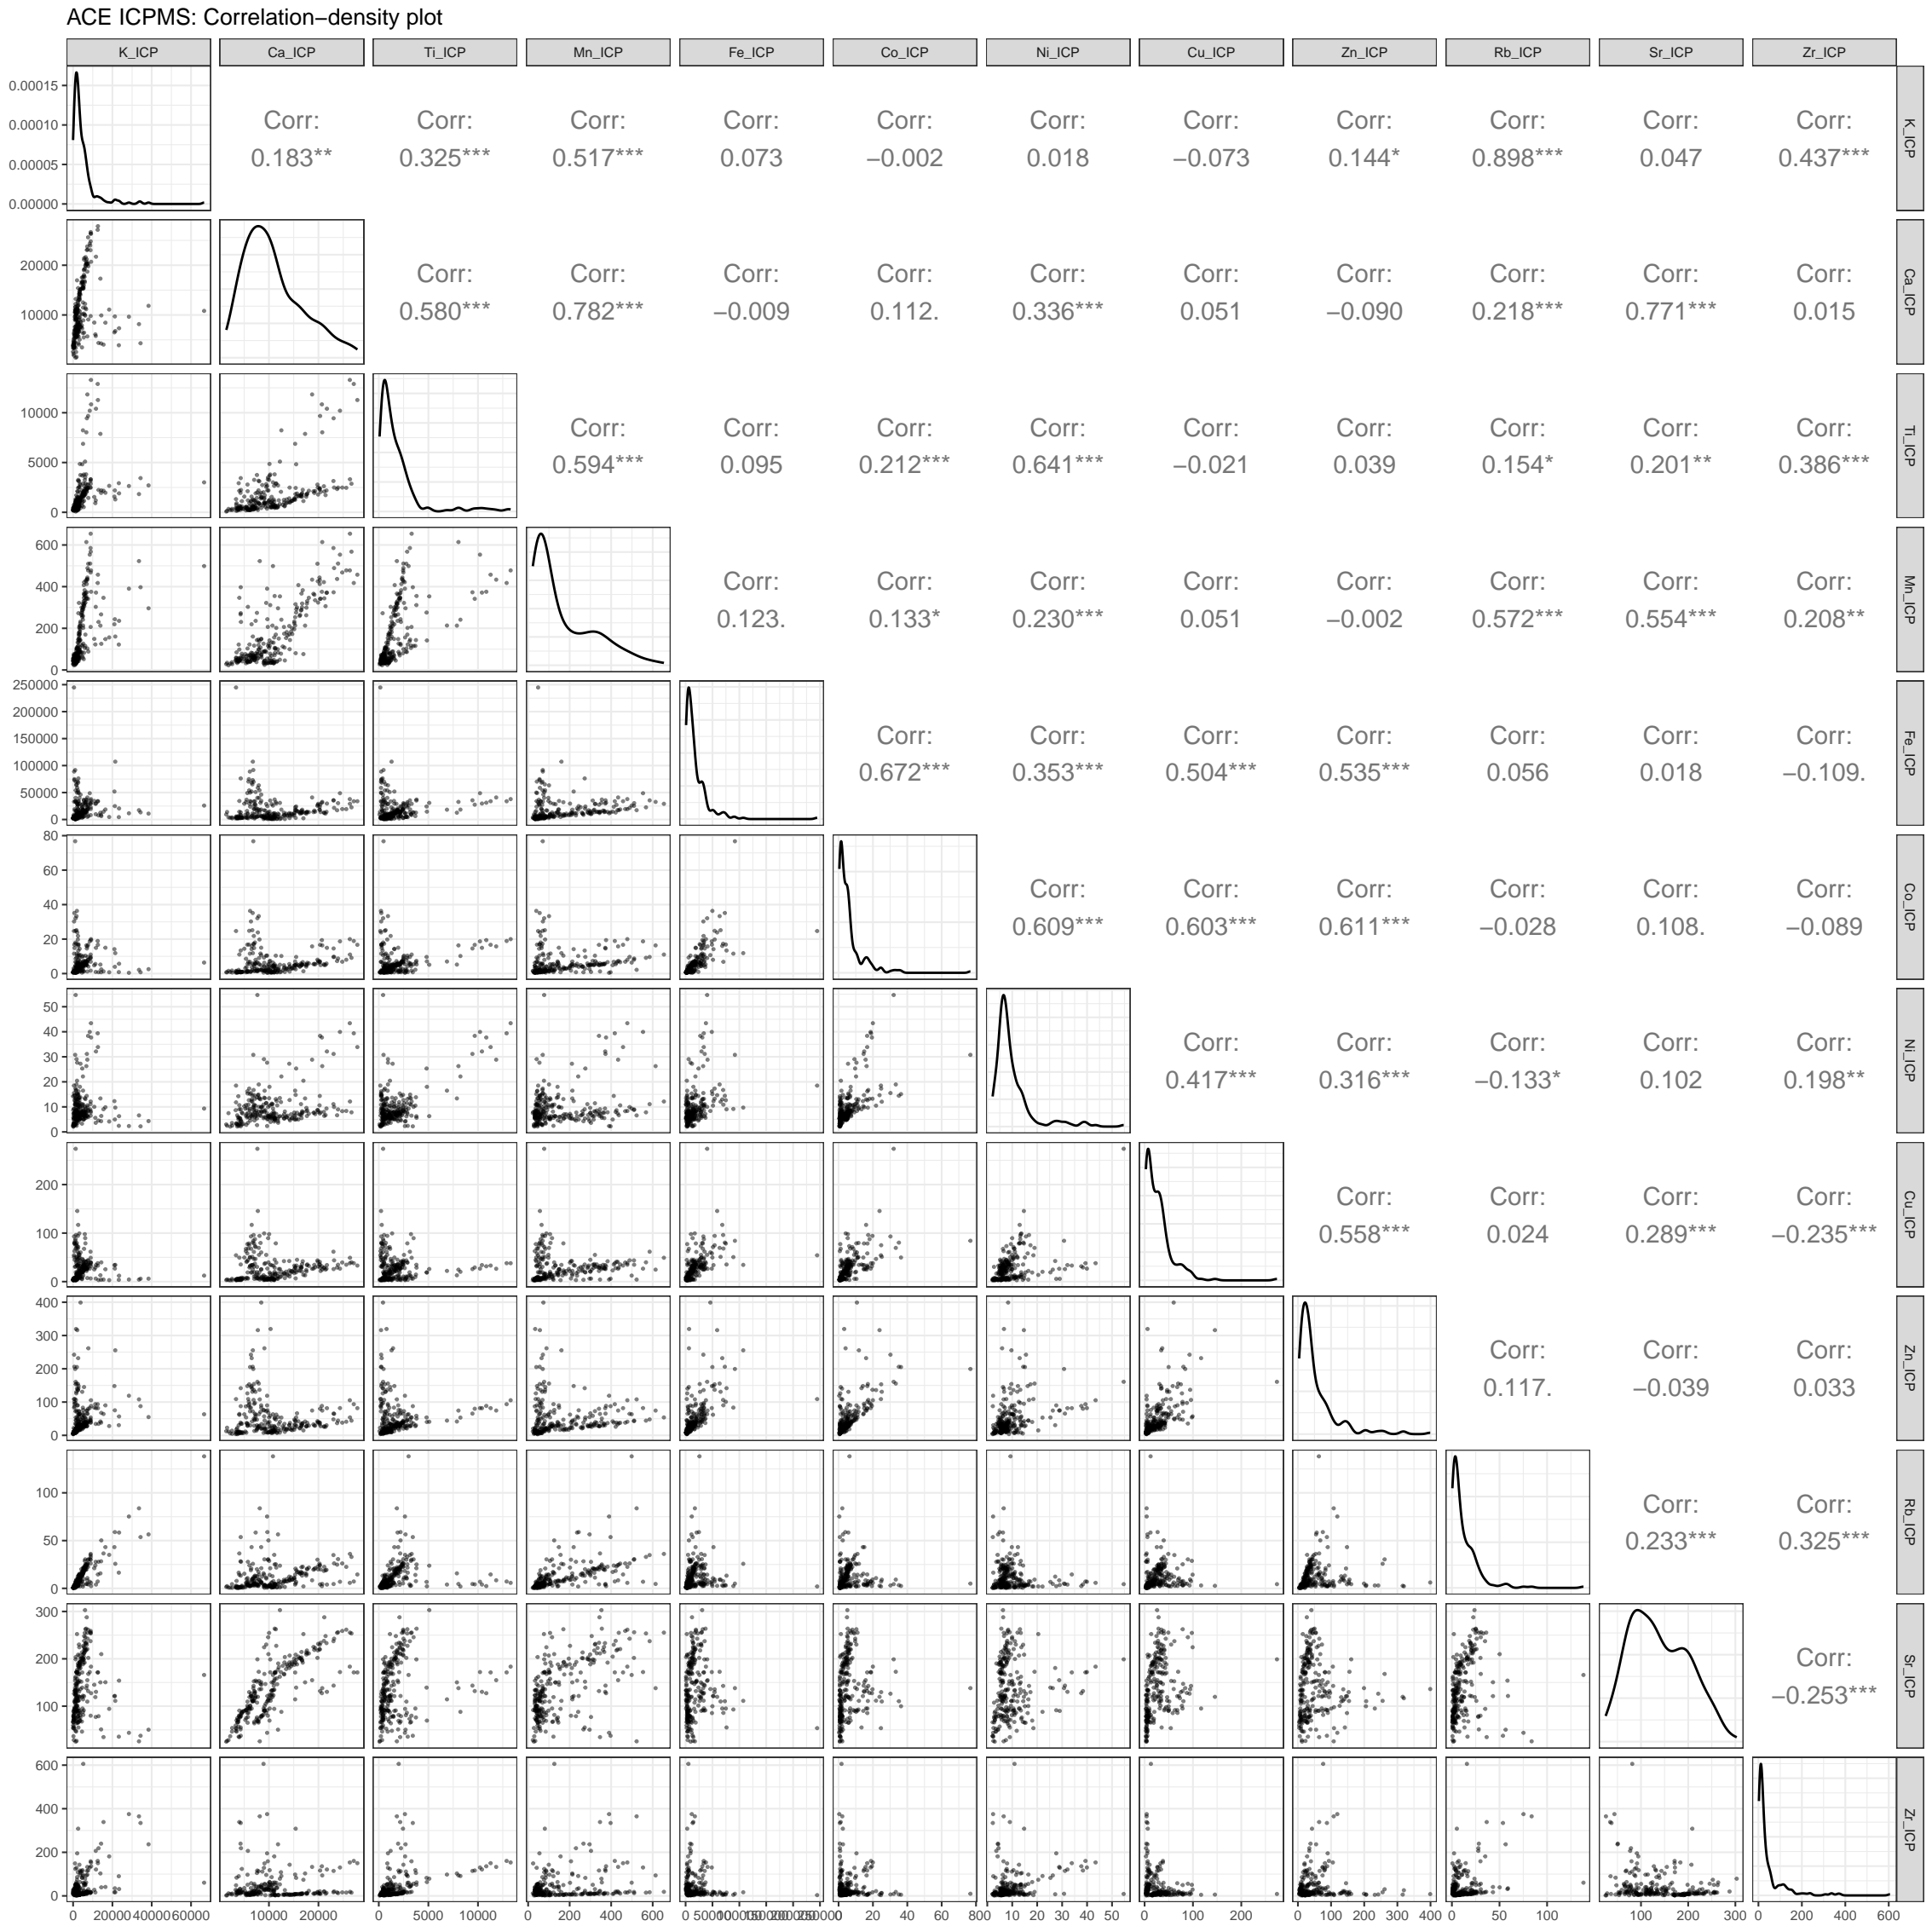 ACE ICPMS: Correlation−density plot
K_ICP Ca_ICP Ti_ICP Mn_ICP Fe_ICP Co_ICP Ni_ICP Cu_ICP Zn_ICP Rb_ICP Sr_ICP Zr_ICP
0.00015
0.00010
0.00005
0.00000
Corr: Corr: Corr: Corr: Corr: Corr: Corr: Corr: Corr: Corr: Corr:
0.183** 0.325*** 0.517*** 0.073 −0.002 0.018 −0.073 0.144* 0.898*** 0.047 0.437***
K_ICP
20000
10000
Corr: Corr: Corr: Corr: Corr: Corr: Corr: Corr: Corr: Corr:
0.580*** 0.782*** −0.009 0.112. 0.336*** 0.051 −0.090 0.218*** 0.771*** 0.015
Ca_ICP
10000
5000
0
Corr: Corr: Corr: Corr: Corr: Corr: Corr: Corr: Corr:
0.594*** 0.095 0.212*** 0.641*** −0.021 0.039 0.154* 0.201** 0.386***
Ti_ICP
600
400
200
0
Corr: Corr: Corr: Corr: Corr: Corr: Corr: Corr:
0.123. 0.133* 0.230*** 0.051 −0.002 0.572*** 0.554*** 0.208**
Mn_ICP
250000
200000
150000
100000
50000
0
Corr: Corr: Corr: Corr: Corr: Corr: Corr:
0.672*** 0.353*** 0.504*** 0.535*** 0.056 0.018 −0.109.
Fe_ICP
80
60
40
20
0
Corr: Corr: Corr: Corr: Corr: Corr:
0.609*** 0.603*** 0.611*** −0.028 0.108. −0.089
Co_ICP
50
40
30
20
10
0
Corr: Corr: Corr: Corr: Corr:
0.417*** 0.316*** −0.133* 0.102 0.198**
Ni_ICP
200
100
0
Corr: Corr: Corr: Corr:
0.558*** 0.024 0.289*** −0.235***
Cu_ICP
400
300
200
100
0
Corr: Corr: Corr:
0.117. −0.039 0.033
Zn_ICP
100
50
0
Corr: Corr:
0.233*** 0.325***
Rb_ICP
300
200
100
Corr:
−0.253***
Sr_ICP
600
400
200
0
Zr_ICP
0 20000 40000 60000 10000 20000 0 5000 10000 0 200 400 600 0 50000 100000 150000 200000 250000 0 20 40 60 80 0 10 20 30 40 50 0 100 200 0 100 200 300 400 0 50 100 100 200 300 0 200 400 600